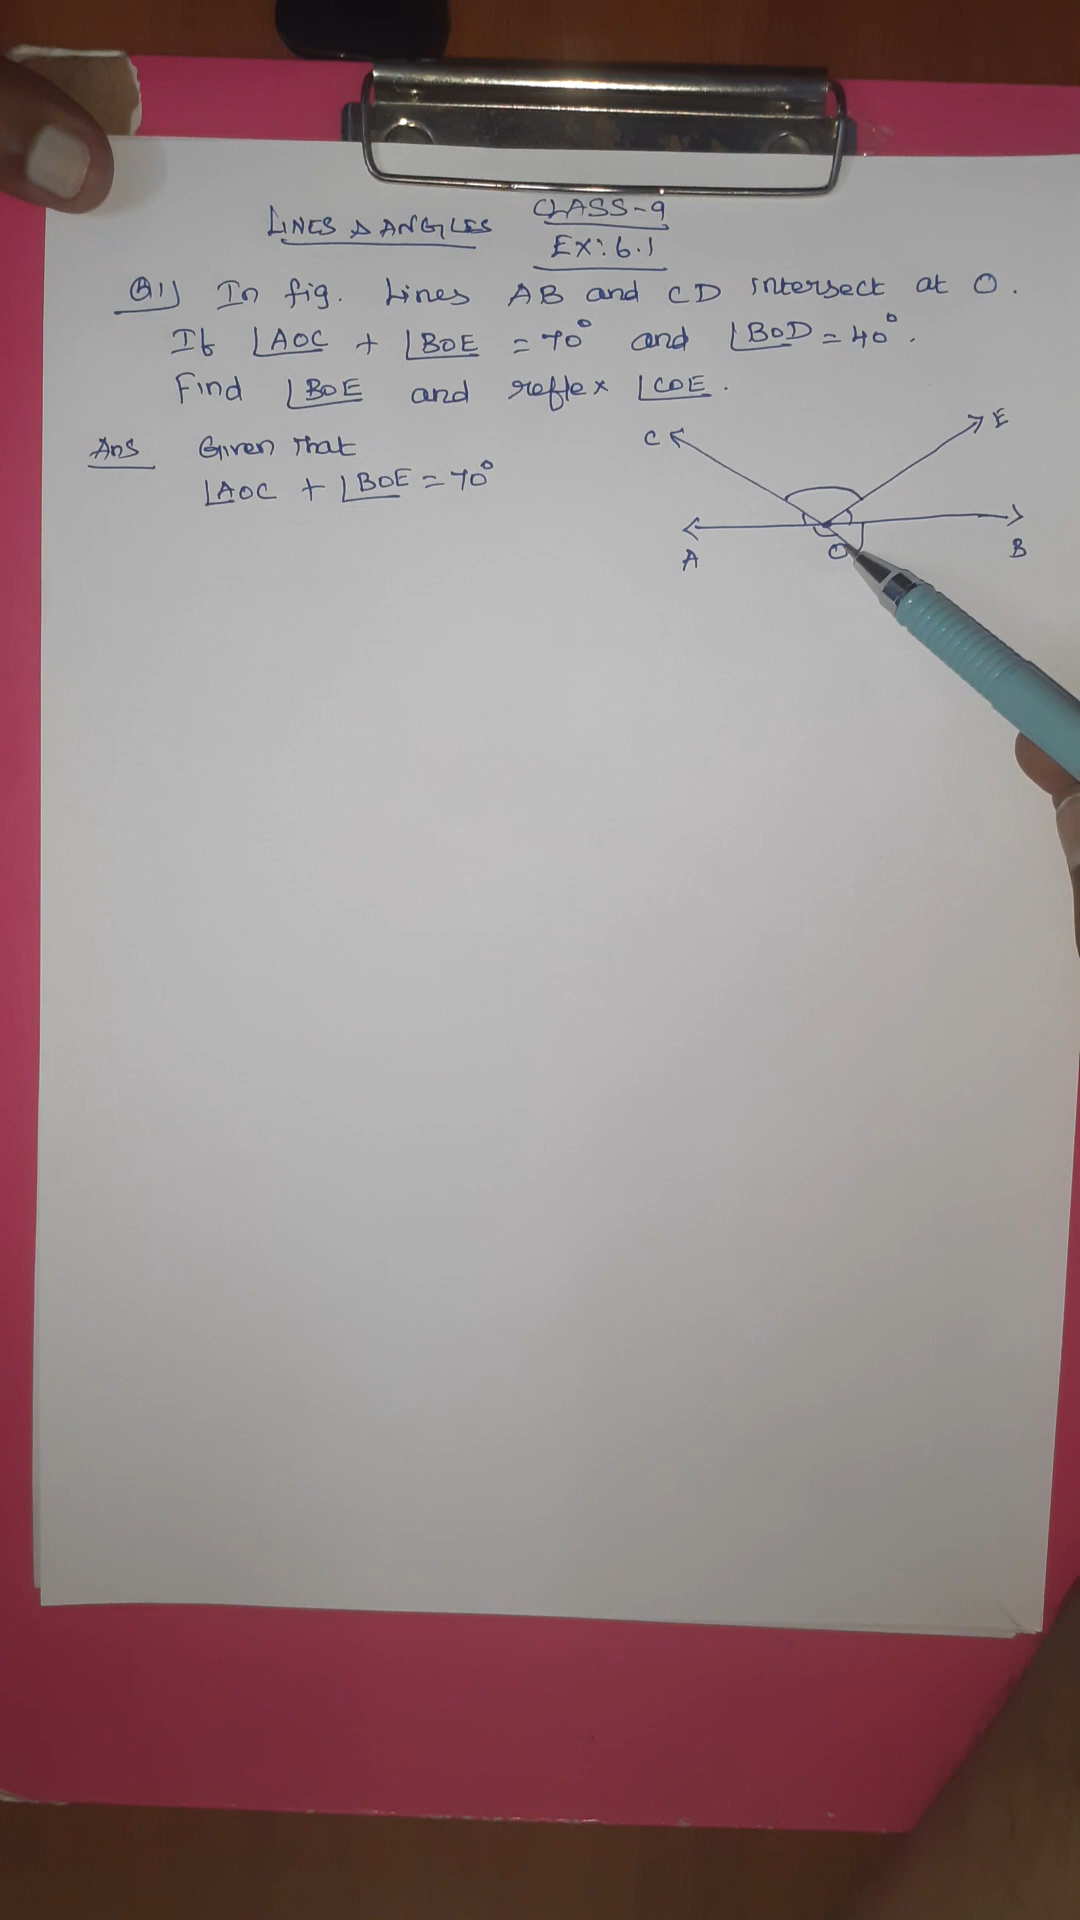 LINES & ANGLES CLASS-9
EX: 6.1
Q1) In fig. Lines AB and CD intersect at O.
If ∠AOC + ∠BOE = 70° and ∠BOD = 40°.
Find ∠BOE and reflex ∠COE.
Ans Given that
∠AOC + ∠BOE = 70°
C E
A O B